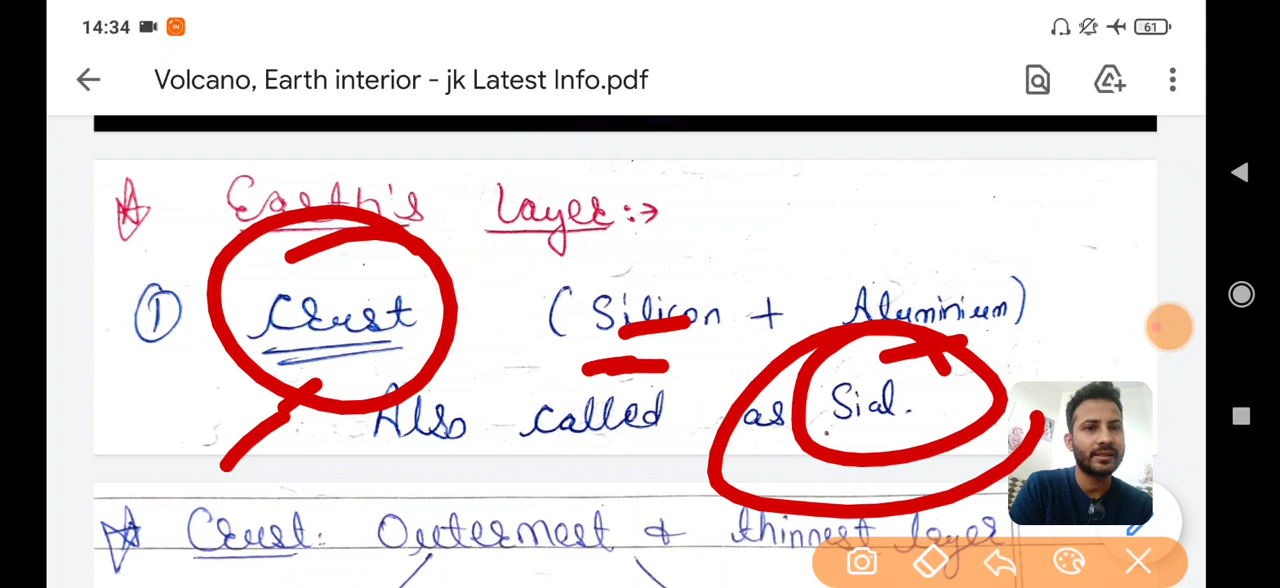 14:34 61
Volcano, Earth interior - jk Latest Info.pdf
☆ Earth's Layer:→
① Crust (Silicon + Aluminium)
Also called as Sial.
☆ Crust: Outermost & thinnest layer